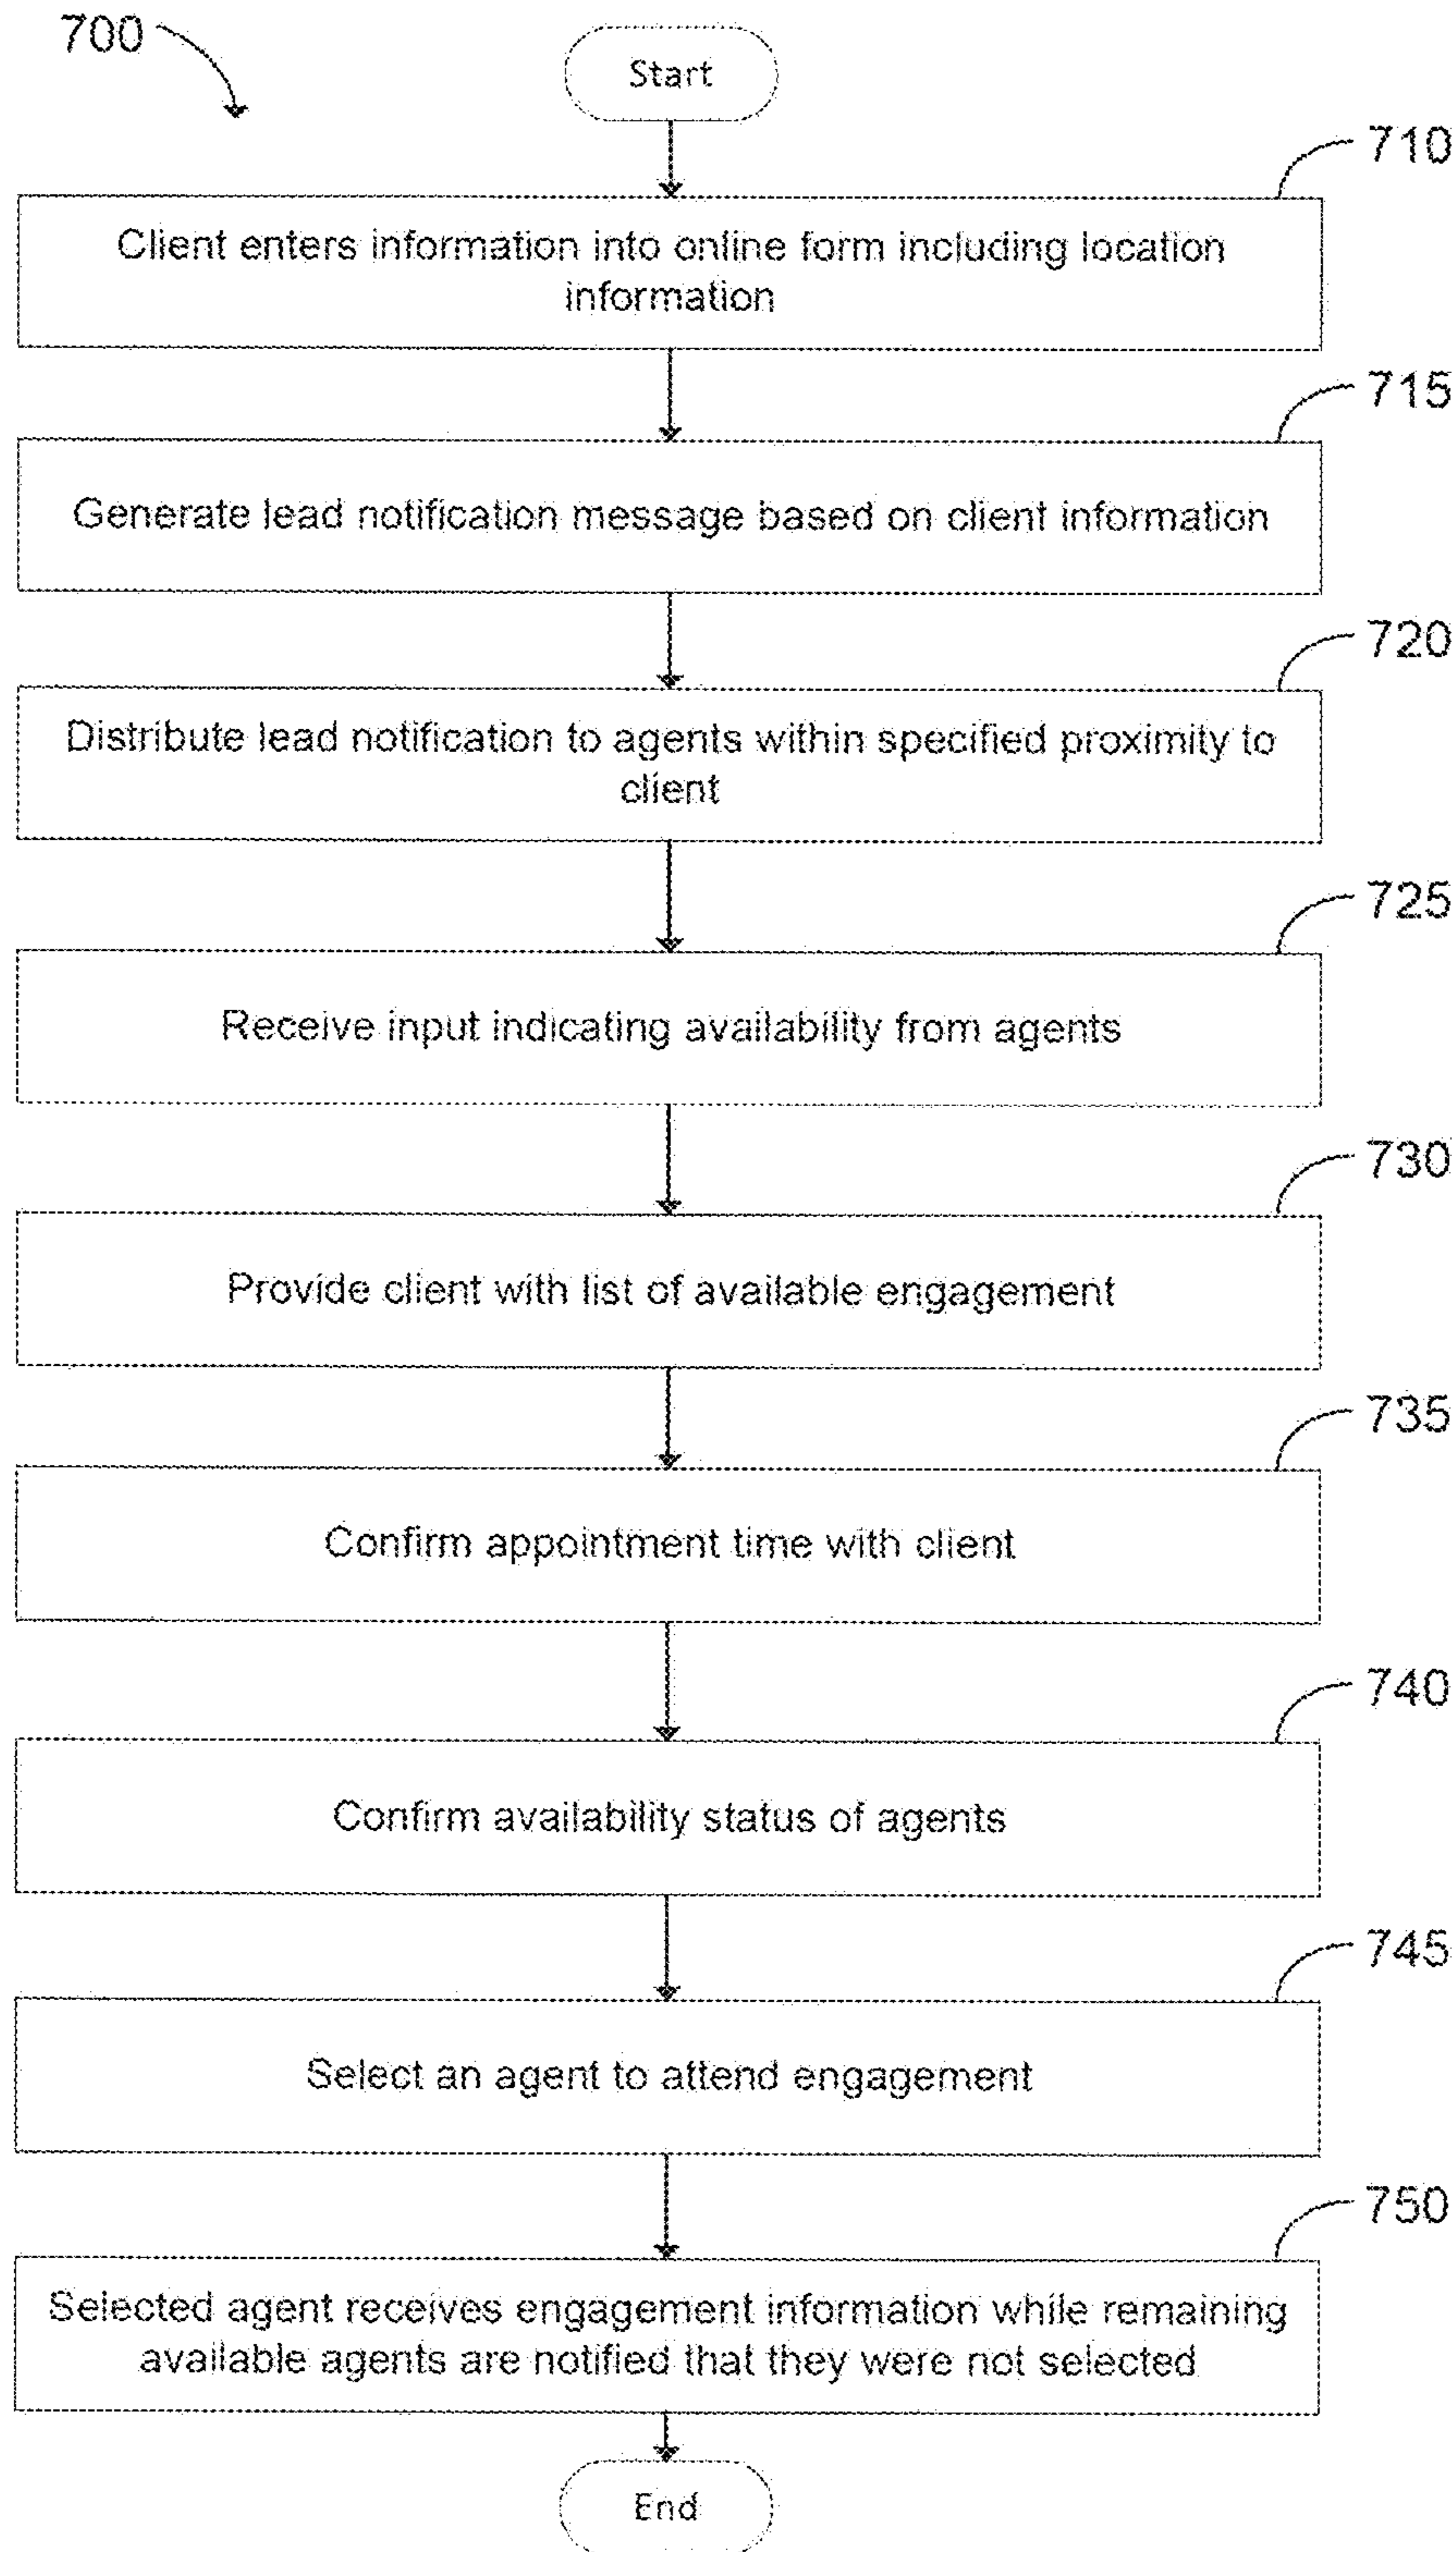 700
Start
710
Client enters information into online form including location
information
715
Generate lead notification message based on client information
720
Distribute lead notification to agents within specified proximity to
client
725
Receive input indicating availability from agents
730
Provide client with list of available engagement
735
Confirm appointment time with client
740
Confirm availability status of agents
745
Select an agent to attend engagement
750
Selected agent receives engagement information while remaining
available agents are notified that they were not selected
End